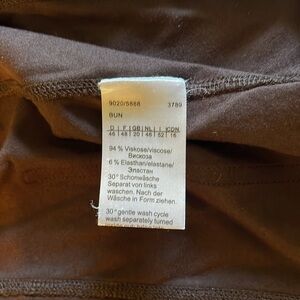 9020/5888 3789
BUN
D | F | GB | NL | I | CDN
46 | 48 | 20 | 46 | 52 | 16
94 % Viskose/viscose/
Вискоза
6 % Elasthan/elastane/
Эластан
30° Schonwäsche
Separat von links
waschen. Nach der
Wäsche in Form ziehen.
30° gentle wash cycle
wash separately turned